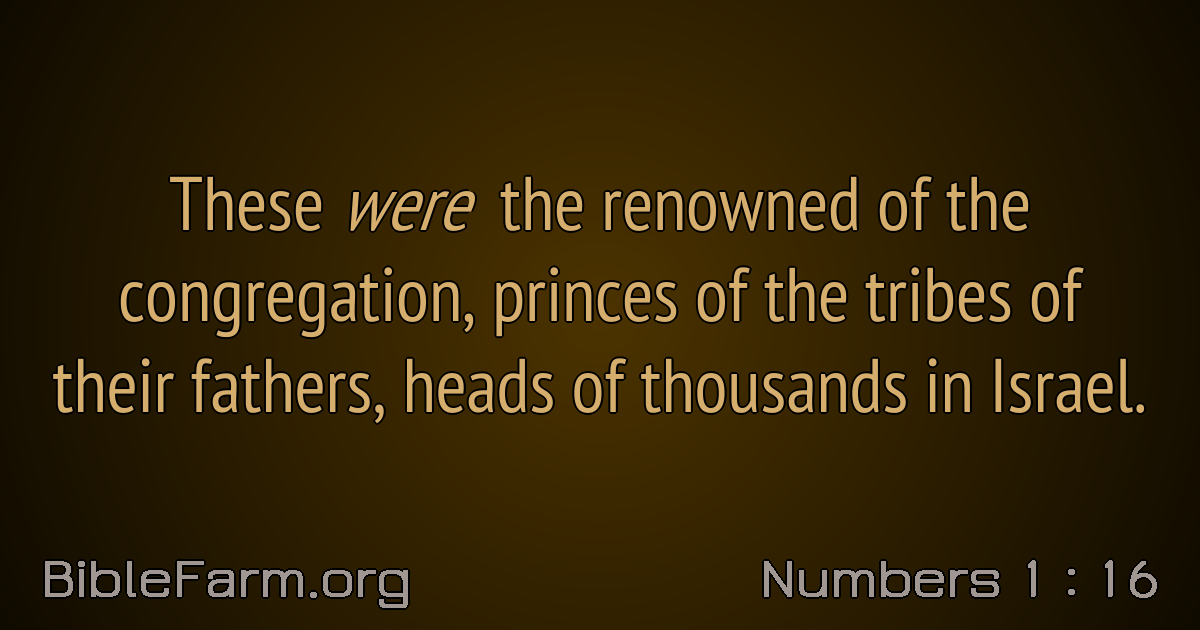 These were the renowned of the
congregation, princes of the tribes of
their fathers, heads of thousands in Israel.
BibleFarm.org
Numbers 1 : 16